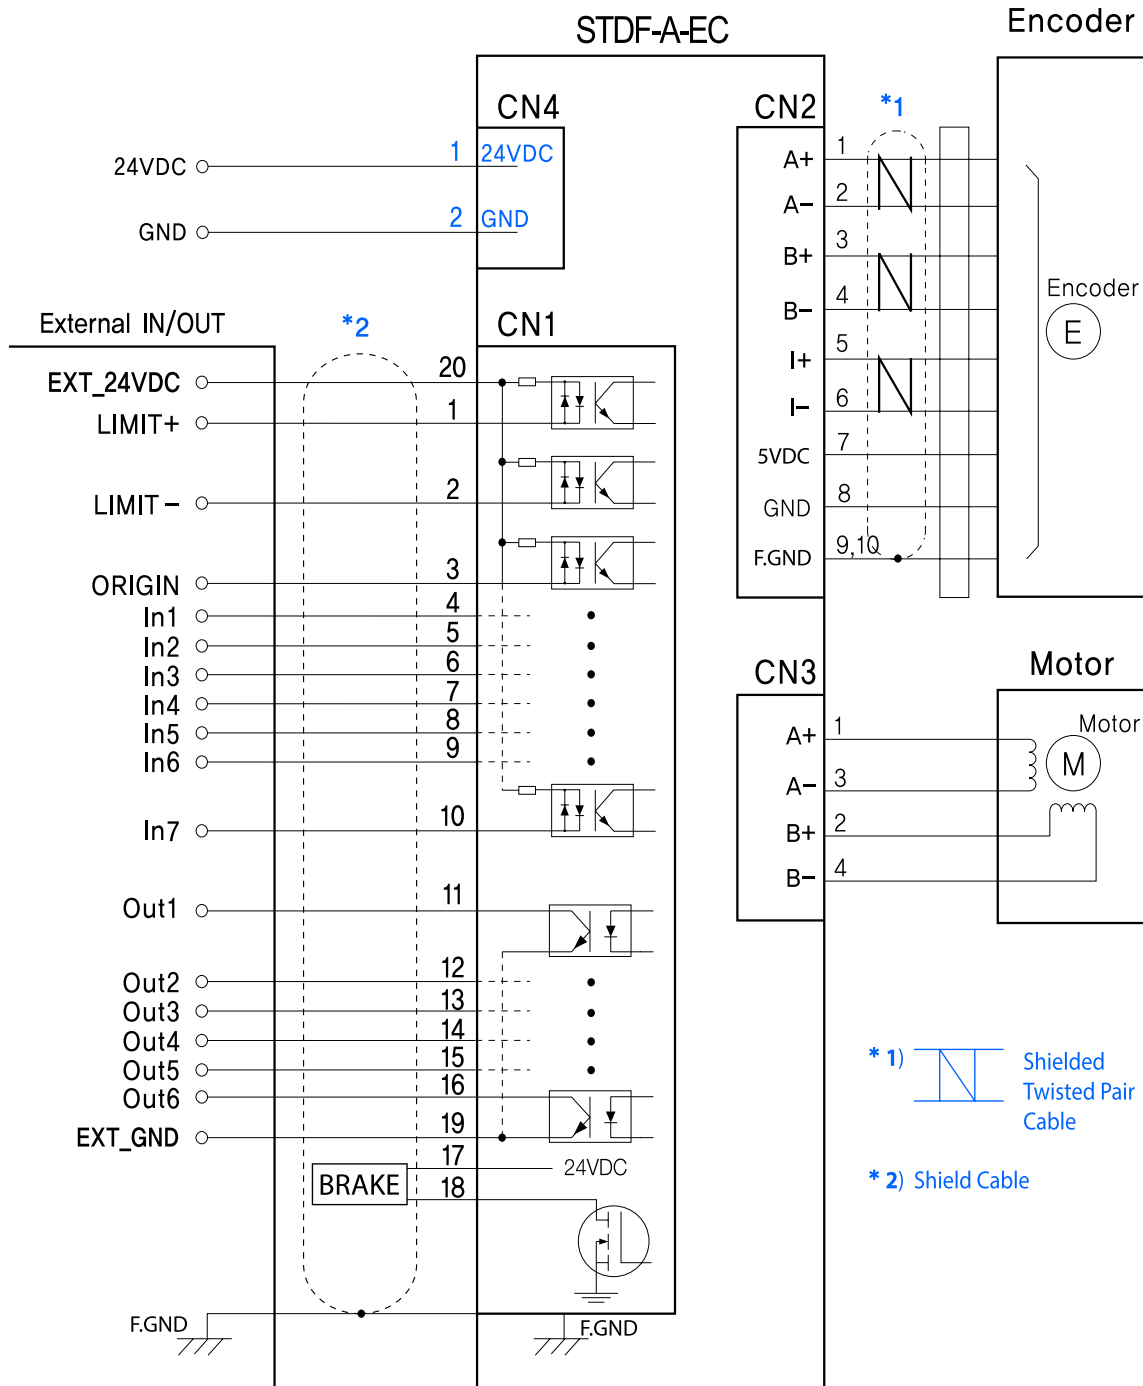 STDF-A-EC
Encoder
CN4
24VDC
1
24VDC
GND
2
GND
CN2
*1
A+
1
A-
2
B+
3
B-
4
I+
5
I-
6
5VDC
7
GND
8
F.GND
9,10
Encoder
E
External IN/OUT
*2
CN1
EXT_24VDC
20
LIMIT+
1
LIMIT-
2
ORIGIN
3
In1
4
In2
5
In3
6
In4
7
In5
8
In6
9
In7
10
Out1
11
Out2
12
Out3
13
Out4
14
Out5
15
Out6
16
EXT_GND
19
BRAKE
17
24VDC
18
F.GND
F.GND
CN3
Motor
A+
1
A-
3
B+
2
B-
4
Motor
M
*1) Shielded
Twisted Pair
Cable
*2) Shield Cable